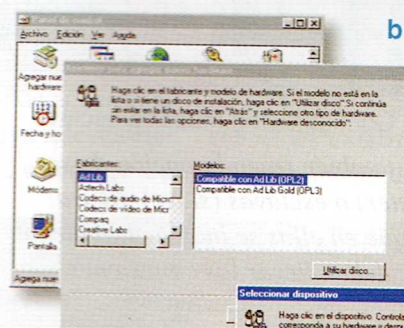 Panel de control
b
Archivo Edición Ver Ayuda
Agregar nue
hardware
Fecha y ho
Módems
Pantalla
Agrega nue
Haga clic en el fabricante y modelo de hardware. Si el modelo no está en la
lista o si tiene un disco de instalación, haga clic en "Utilizar disco" Si continúa
sin estar en la lista, haga clic en "Atrás" y seleccione otro tipo de hardware.
Para ver todas las opciones, haga clic en "Hardware desconocido".
Fabricantes:
Ad Lib
Aztech Labs
Codecs de audio de Micr
Codecs de vídeo de Micr
Compaq
Creative Labs
Modelos:
Compatible con Ad Lib (OPL2)
Compatible con Ad Lib Gold (OPL3)
Utilizar disco...
Seleccionar dispositivo
Haga clic en el dispositivo. Controla
corresponda a su hardware y desp